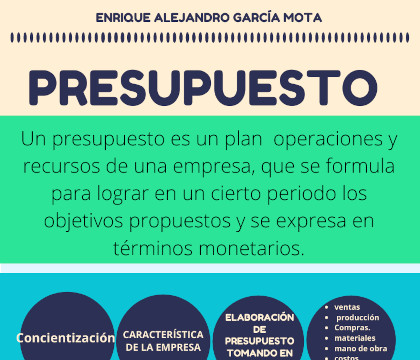 ENRIQUE ALEJANDRO GARCÍA MOTA
PRESUPUESTO
Un presupuesto es un plan operaciones y
recursos de una empresa, que se formula
para lograr en un cierto periodo los
objetivos propuestos y se expresa en
términos monetarios.
Concientización
CARACTERÍSTICA
DE LA EMPRESA
ELABORACIÓN
DE
PRESUPUESTO
TOMANDO EN
• ventas
• producción
• Compras.
• materiales
• mano de obra
• costos